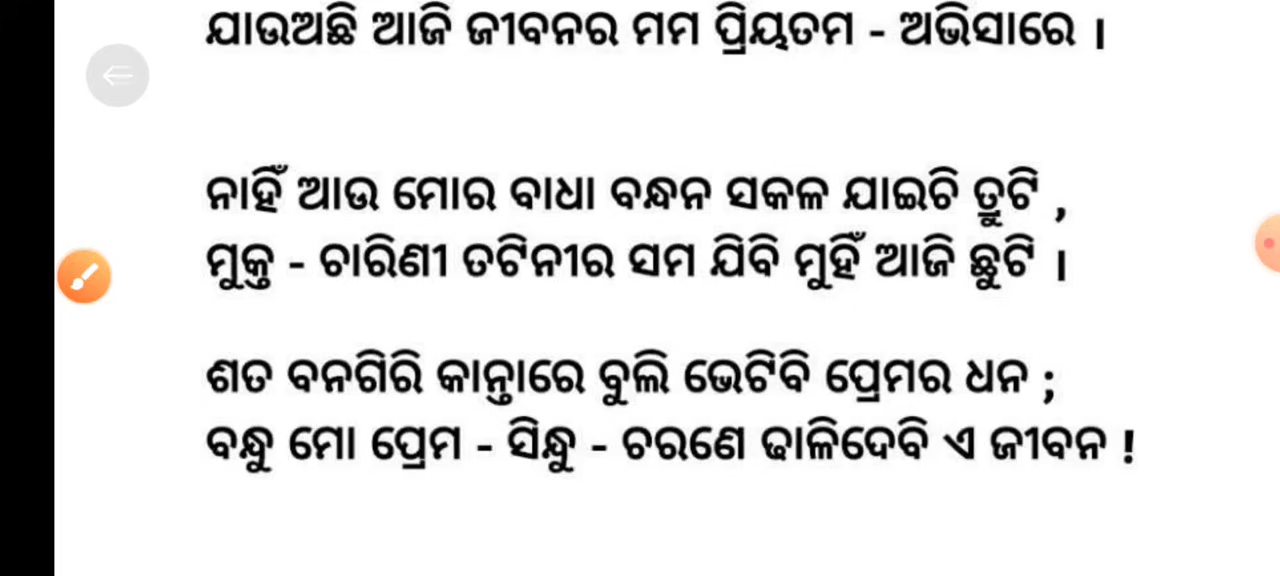 ଯାଉଅଛି ଆଜି ଜୀବନର ମମ ପ୍ରିୟତମ - ଅଭିସାରେ ।
ନାହିଁ ଆଉ ମୋର ବାଧା ବନ୍ଧନ ସକଳ ଯାଇଚି ତ୍ରୁଟି ,
ମୁକ୍ତ - ଚାରିଣୀ ତଟିନୀର ସମ ଯିବି ମୁହିଁ ଆଜି ଛୁଟି ।
ଶତ ବନଗିରି କାନ୍ତାରେ ବୁଲି ଭେଟିବି ପ୍ରେମର ଧନ ;
ବନ୍ଧୁ ମୋ ପ୍ରେମ - ସିନ୍ଧୁ - ଚରଣେ ଢାଳିଦେବି ଏ ଜୀବନ !